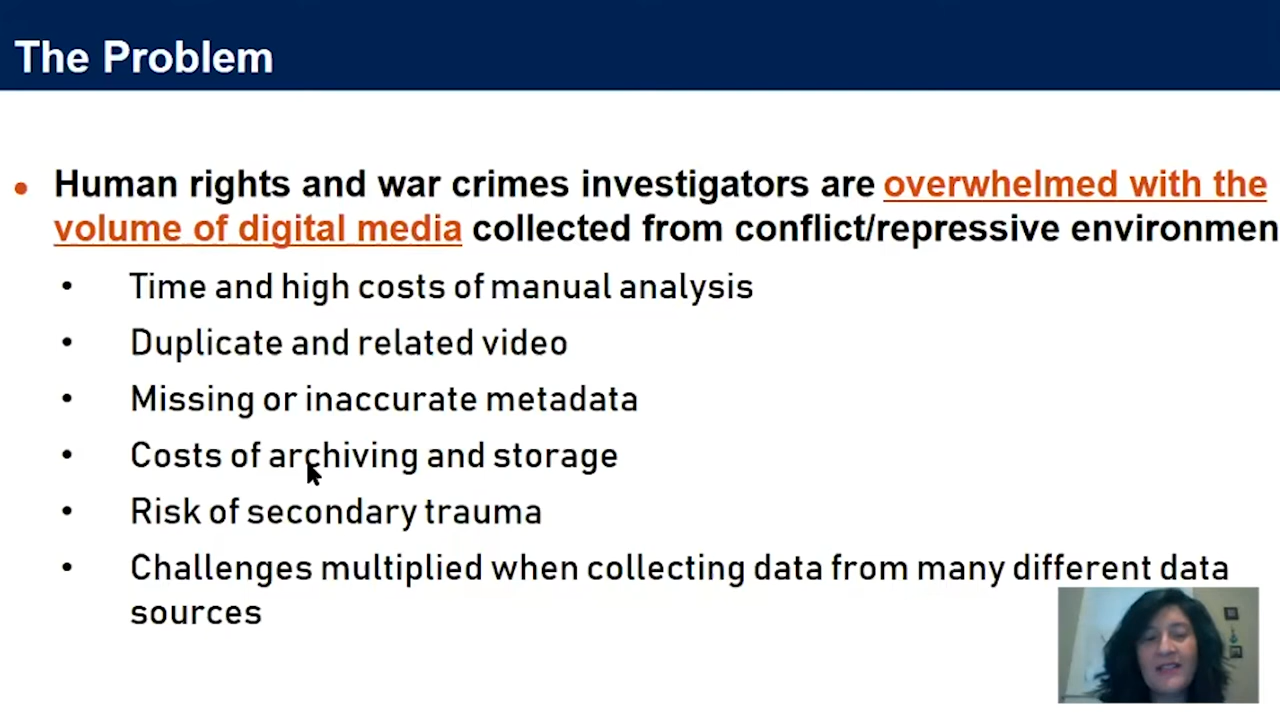 The Problem
• Human rights and war crimes investigators are overwhelmed with the
volume of digital media collected from conflict/repressive environmen
• Time and high costs of manual analysis
• Duplicate and related video
• Missing or inaccurate metadata
• Costs of archiving and storage
• Risk of secondary trauma
• Challenges multiplied when collecting data from many different data
sources